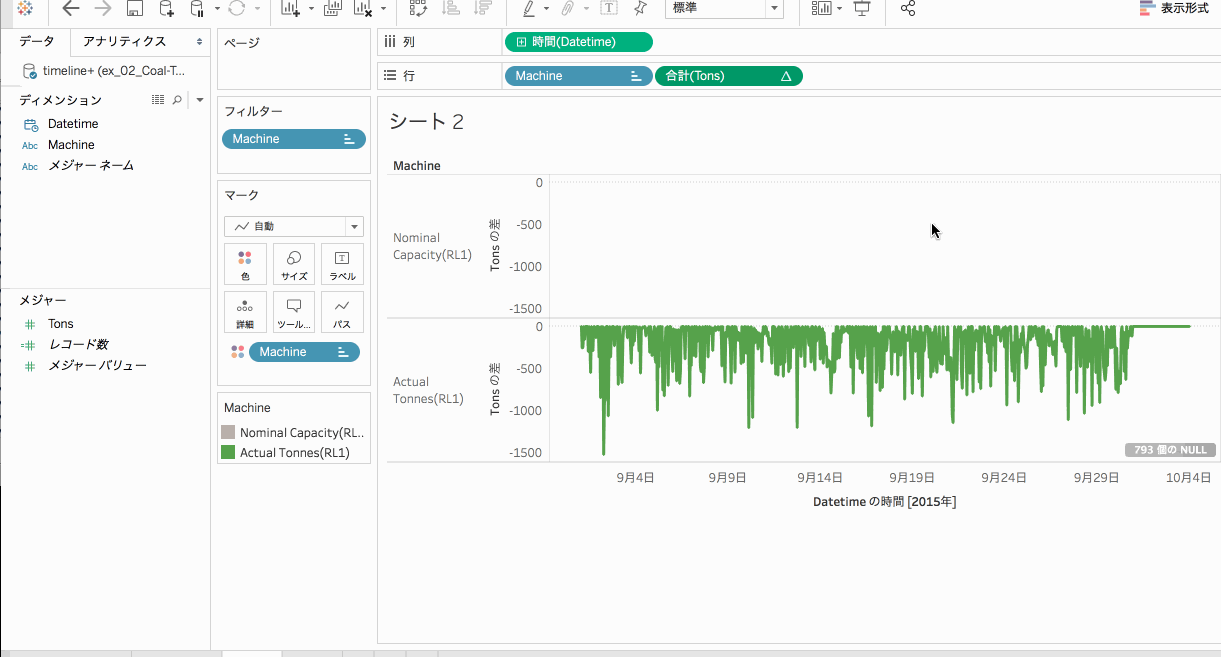 標準
表示形式
データ
アナリティクス
timeline+ (ex_02_Coal-T...
ディメンション
Datetime
Abc Machine
Abc メジャー ネーム
メジャー
Tons
レコード数
メジャー バリュー
ページ
フィルター
Machine
マーク
自動
色
サイズ
T
ラベル
詳細
ツール...
パス
Machine
Machine
Nominal Capacity(RL..
Actual Tonnes(RL1)
列
時間(Datetime)
行
Machine
合計(Tons)
シート 2
Machine
Nominal
Capacity(RL1)
Tons の差
0
-500
-1000
-1500
Actual
Tonnes(RL1)
Tons の差
0
-500
-1000
-1500
793 個の NULL
9月4日
9月9日
9月14日
9月19日
9月24日
9月29日
10月4日
Datetime の時間 [2015年]